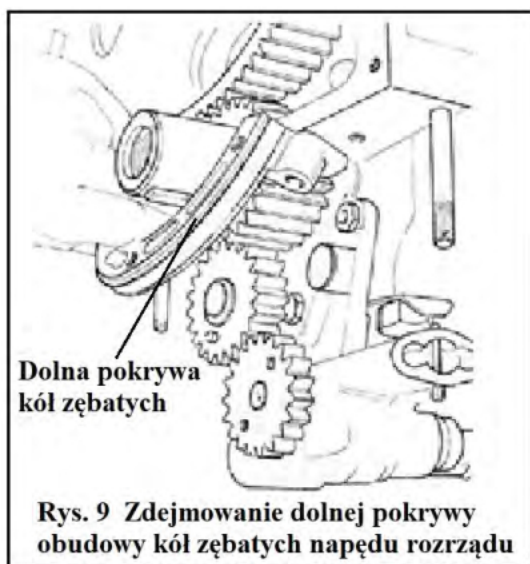 Dolna pokrywa
kół zębatych
Rys. 9 Zdejmowanie dolnej pokrywy
obudowy kół zębatych napędu rozrządu